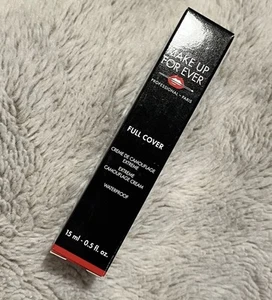 MAKE UP
FOR EVER
PROFESSIONAL - PARIS
FULL COVER
CRÈME DE CAMOUFLAGE
EXTRÊME
EXTREME
CAMOUFLAGE CREAM
WATERPROOF
15 ml - 0.5 fl. oz.